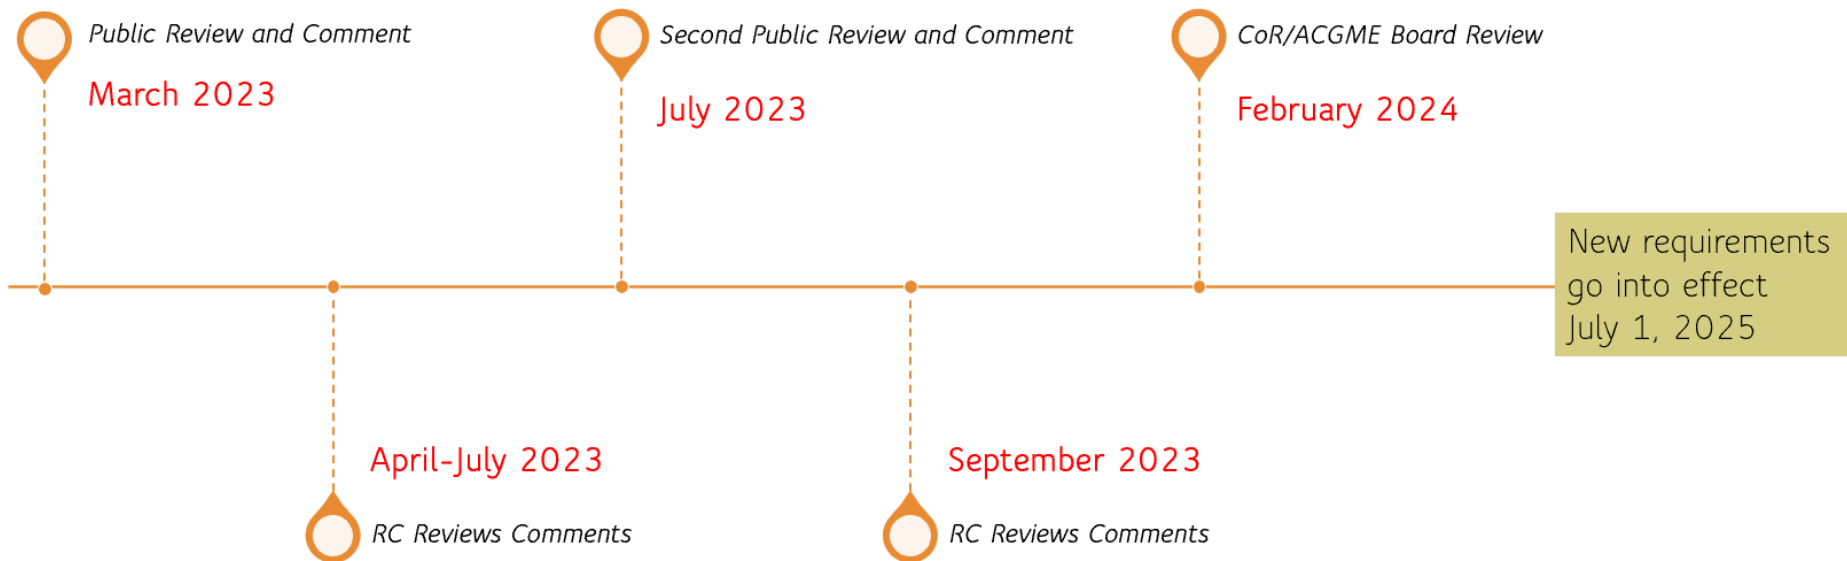 Public Review and Comment
March 2023
Second Public Review and Comment
July 2023
CoR/ACGME Board Review
February 2024
New requirements
go into effect
July 1, 2025
April-July 2023
RC Reviews Comments
September 2023
RC Reviews Comments